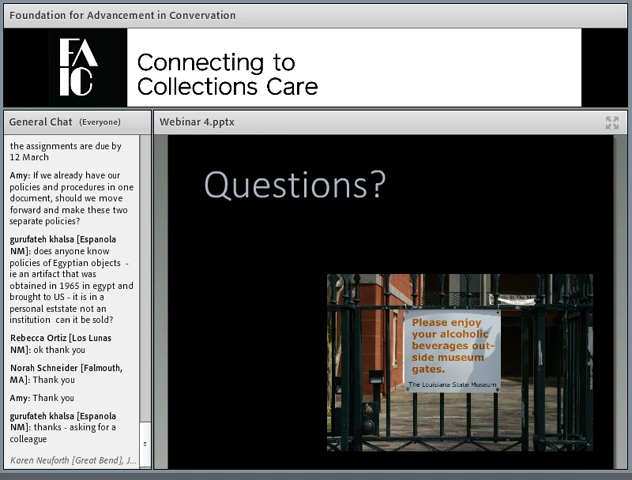 Foundation for Advancement in Convervation
FA
IC
Connecting to
Collections Care
General Chat (Everyone)
the assignments are due by
12 March
Amy: If we already have our
policies and procedures in one
document, should we move
forward and make these two
separate policies?
gurufateh khalsa [Espanola
NM]: does anyone know
policies of Egyptian objects -
ie an artifact that was
obtained in 1965 in egypt and
brought to US - it is in a
personal eststate not an
institution can it be sold?
Rebecca Ortiz [Los Lunas
NM]: ok thank you
Norah Schneider [Falmouth,
MA]: Thank you
Amy: Thank you
gurufateh khalsa [Espanola
NM]: thanks - asking for a
colleague
Karen Neuforth [Great Bend], J...
Webinar 4.pptx
Questions?
Please enjoy
your alcoholic
beverages out-
side museum
gates.
The Louisiana State Museum